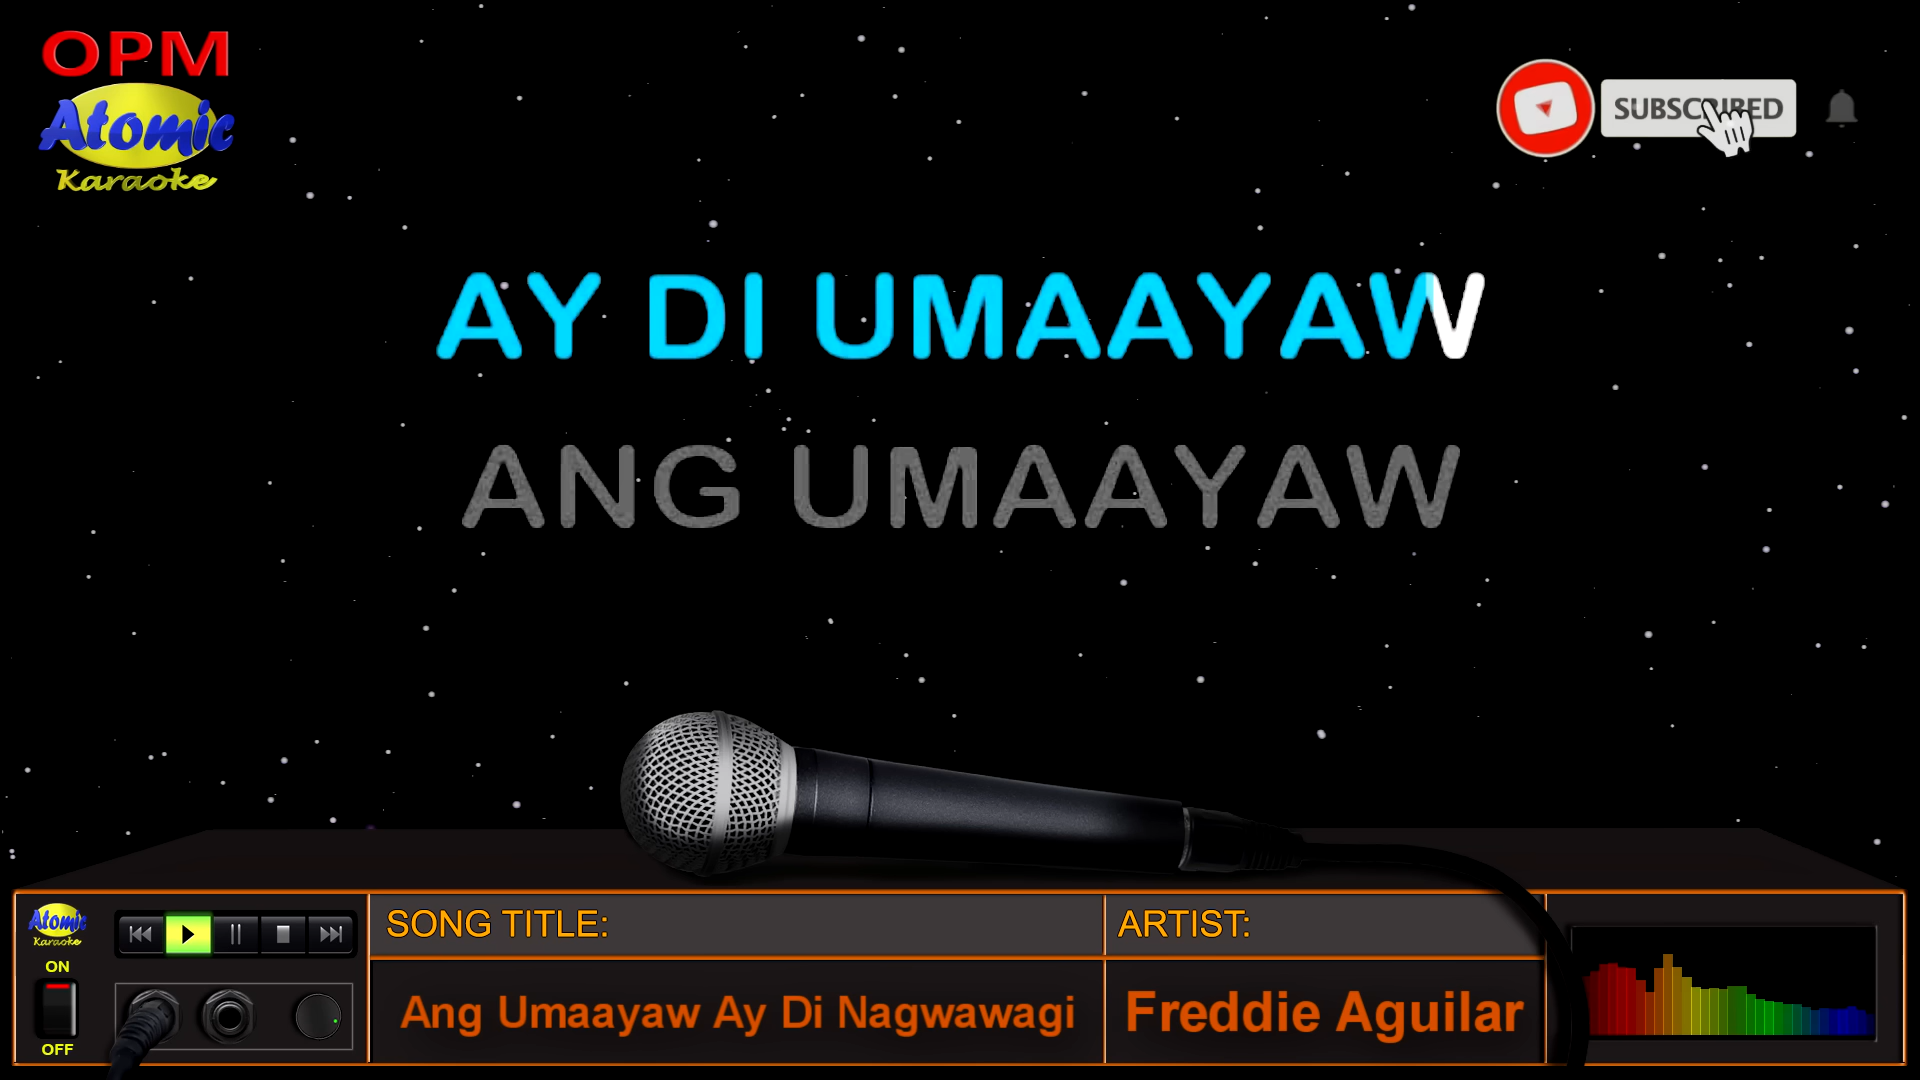 OPM
Atomic
Karaoke
SUBSCRIBED
AY DI UMAAYAW
ANG UMAAYAW
Atomic
Karaoke
ON
OFF
SONG TITLE:
Ang Umaayaw Ay Di Nagwawagi
ARTIST:
Freddie Aguilar